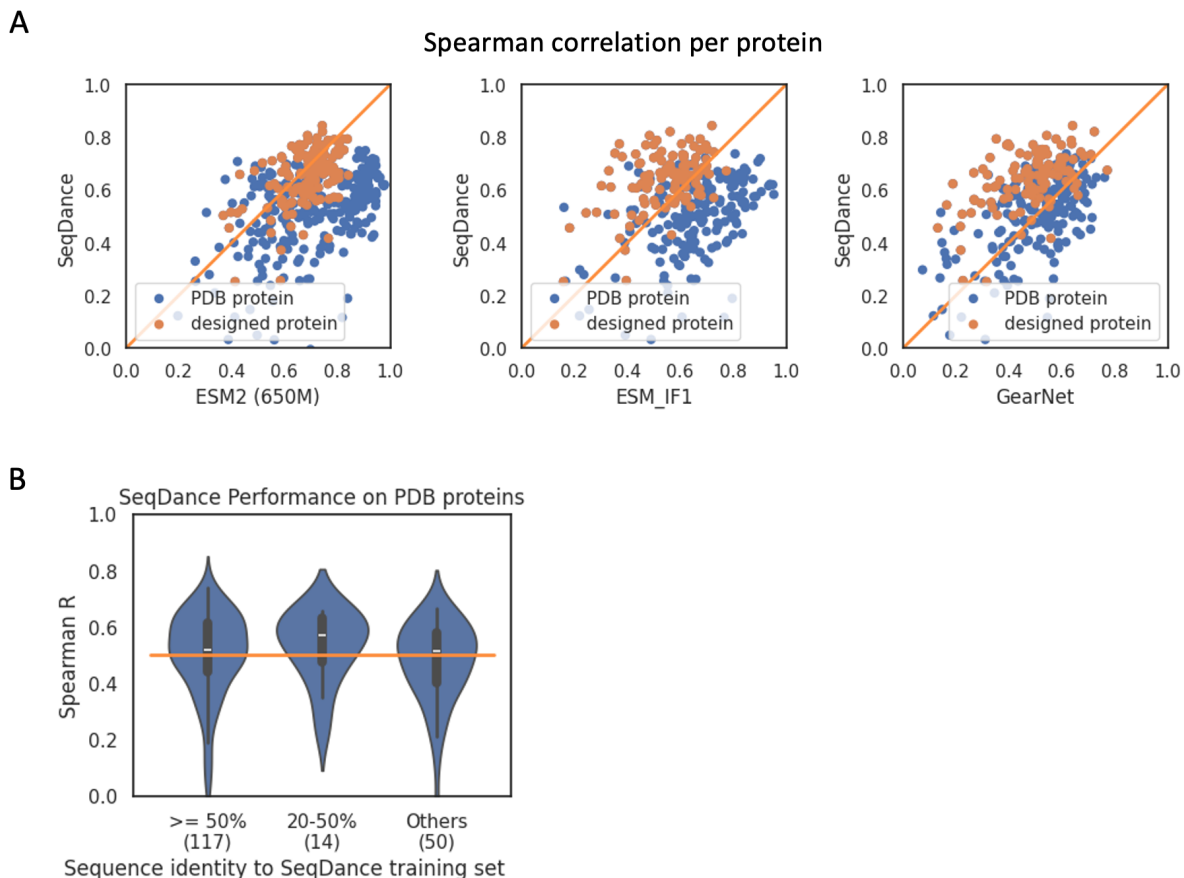 A
Spearman correlation per protein
1.0
0.8
0.6
0.4
0.2
0.0
SeqDance
PDB protein
designed protein
0.0 0.2 0.4 0.6 0.8 1.0
ESM2 (650M)
1.0
0.8
0.6
0.4
0.2
0.0
SeqDance
PDB protein
designed protein
0.0 0.2 0.4 0.6 0.8 1.0
ESM_IF1
1.0
0.8
0.6
0.4
0.2
0.0
SeqDance
PDB protein
designed protein
0.0 0.2 0.4 0.6 0.8 1.0
GearNet
B
SeqDance Performance on PDB proteins
1.0
0.8
0.6
0.4
0.2
0.0
Spearman R
>= 50% 20-50% Others
(117) (14) (50)
Sequence identity to SeqDance training set